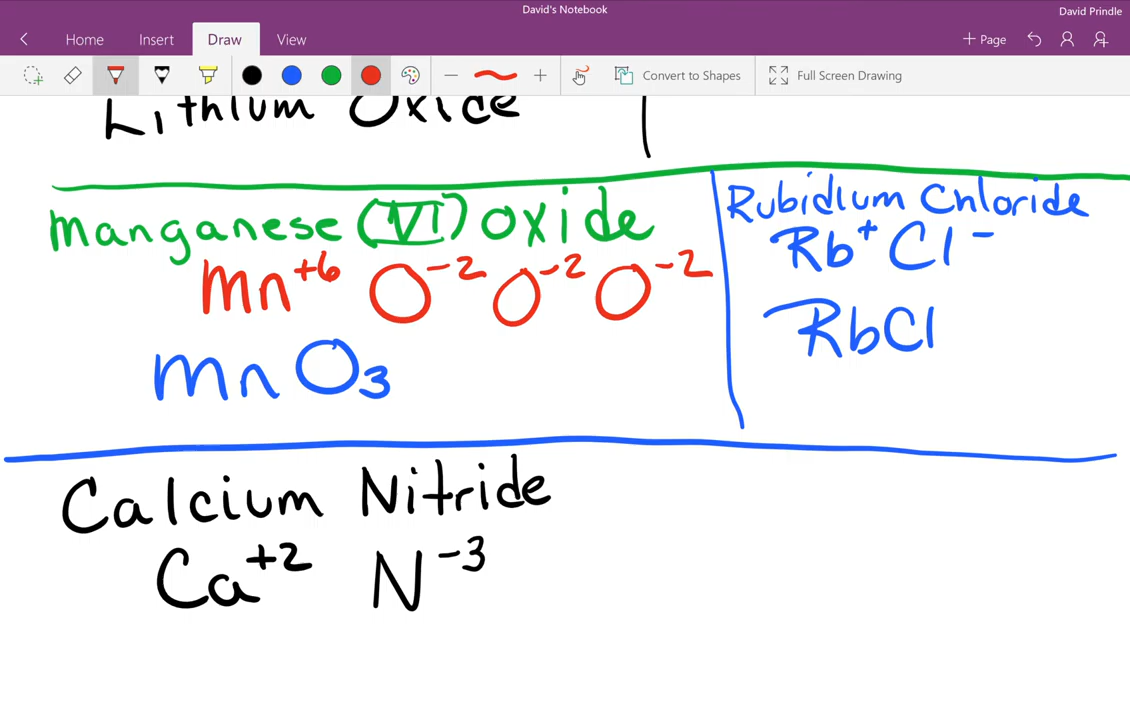 David's Notebook
David Prindle
Home Insert Draw View + Page
Convert to Shapes Full Screen Drawing
Lithium Oxide
manganese (VI) oxide
Mn+6 O-2 O-2 O-2
MnO3
Rubidium Chloride
Rb+ Cl-
RbCl
Calcium Nitride
Ca+2 N-3